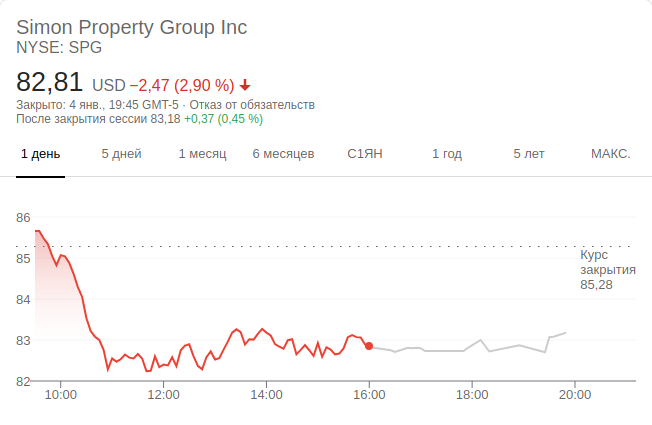 Simon Property Group Inc
NYSE: SPG
82,81 USD −2,47 (2,90 %)
Закрыто: 4 янв., 19:45 GMT-5 · Отказ от обязательств
После закрытия сессии 83,18 +0,37 (0,45 %)
1 день 5 дней 1 месяц 6 месяцев С1ЯН 1 год 5 лет МАКС.
86
85
84
83
82
Курс
закрытия
85,28
10:00 12:00 14:00 16:00 18:00 20:00